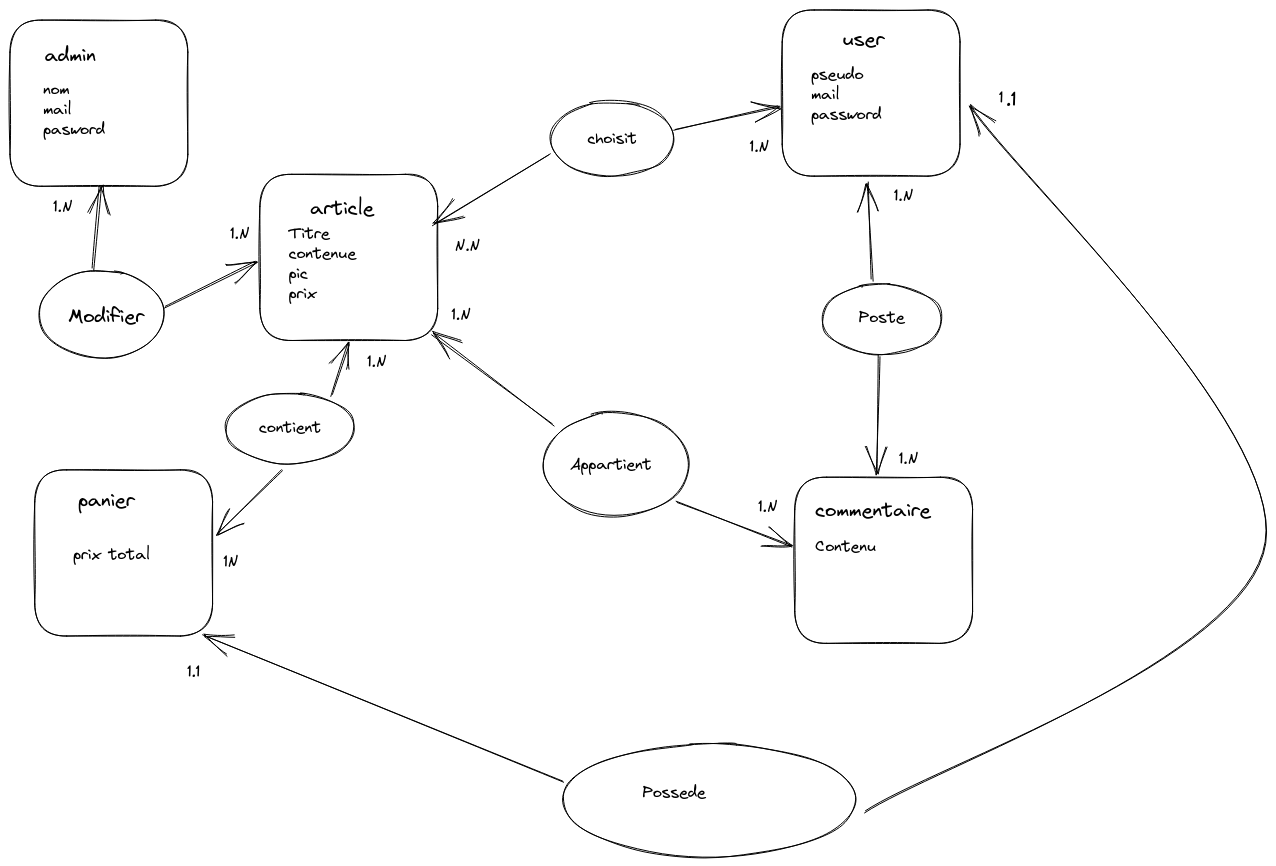 admin
nom
mail
pasword
user
pseudo
mail
password
1.1
choisit
1.N
1.N
1.N
article
Titre
contenue
pic
prix
1.N
N.N
Modifier
1.N
1.N
Poste
contient
Appartient
1.N
panier
prix total
1N
1.N
commentaire
Contenu
1.1
Possede